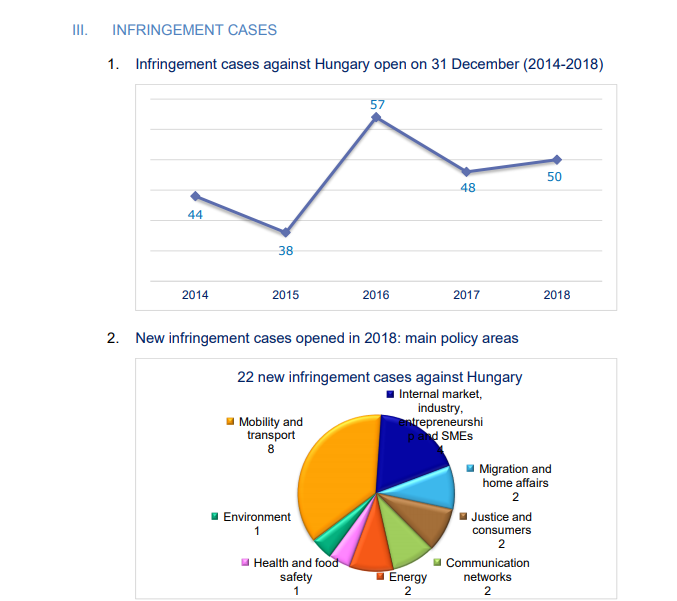 III. INFRINGEMENT CASES
1. Infringement cases against Hungary open on 31 December (2014-2018)
57
44
38
48
50
2014 2015 2016 2017 2018
2. New infringement cases opened in 2018: main policy areas
22 new infringement cases against Hungary
Internal market,
industry,
entrepreneurshi
p and SMEs
4
Mobility and
transport
8
Migration and
home affairs
2
Environment
1
Justice and
consumers
2
Health and food
safety
1
Energy
2
Communication
networks
2